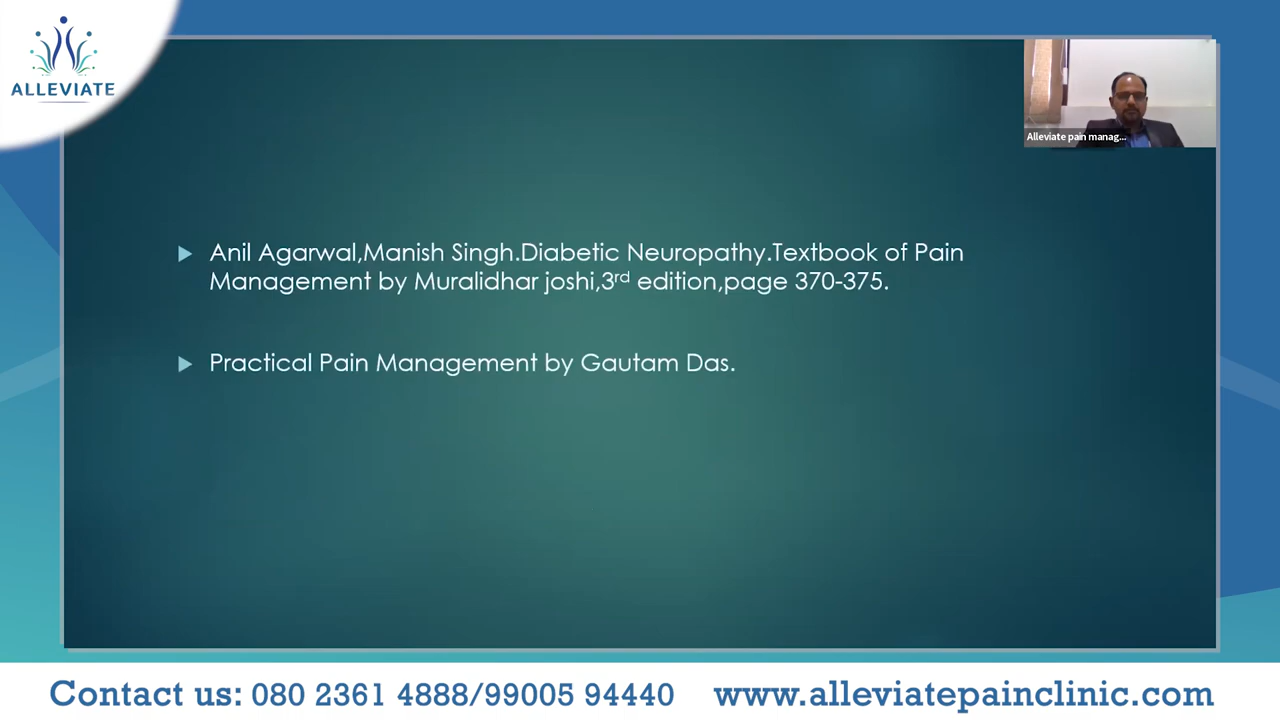 ALLEVIATE
Alleviate pain manag...
Anil Agarwal,Manish Singh.Diabetic Neuropathy.Textbook of Pain
Management by Muralidhar joshi,3rd edition,page 370-375.
Practical Pain Management by Gautam Das.
Contact us: 080 2361 4888/99005 94440 www.alleviatepainclinic.com